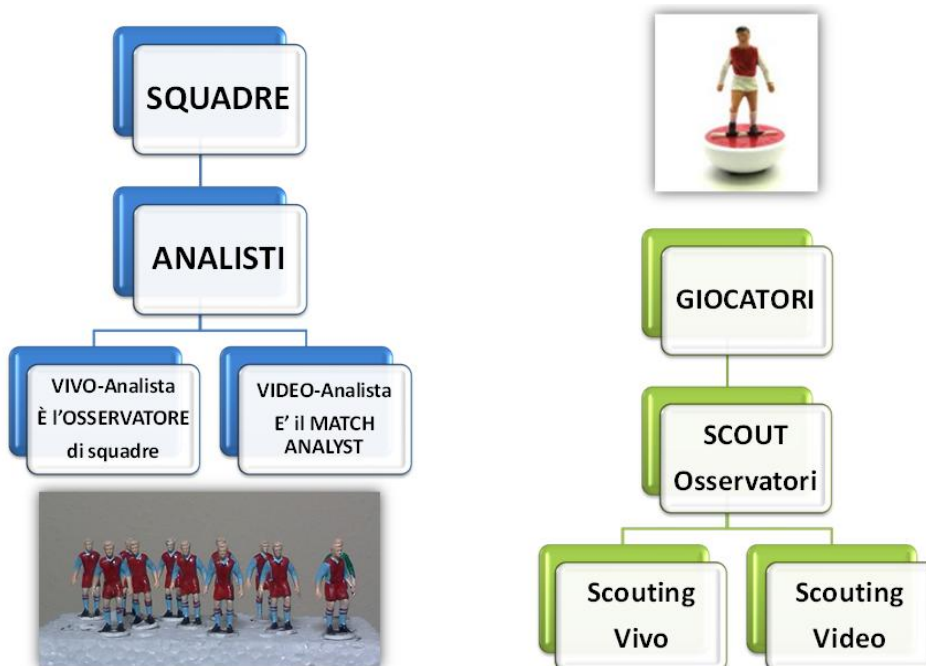 SQUADRE
ANALISTI
VIVO-Analista
È l'OSSERVATORE
di squadre
VIDEO-Analista
E' il MATCH
ANALYST
GIOCATORI
SCOUT
Osservatori
Scouting
Vivo
Scouting
Video